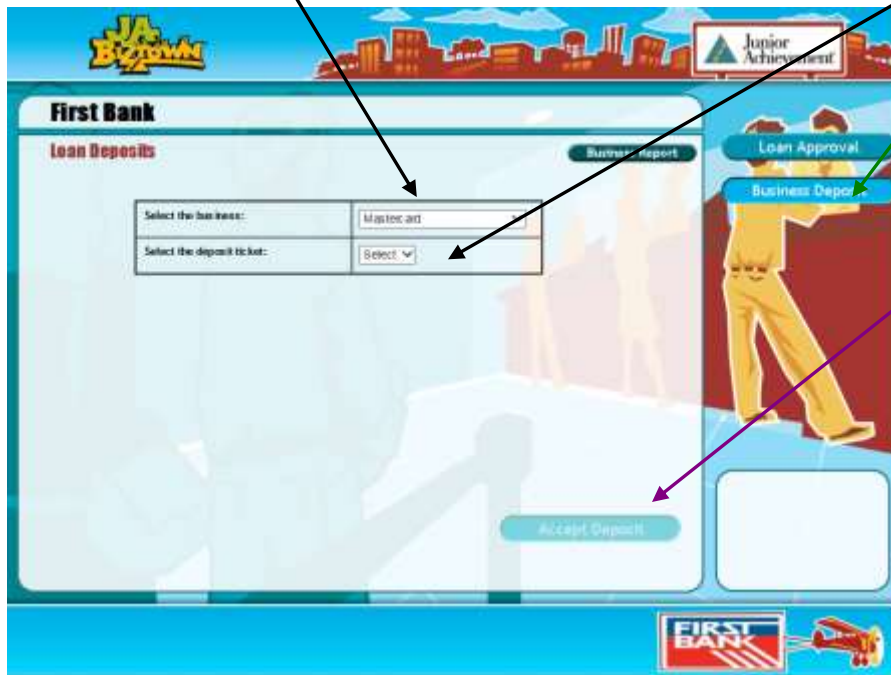 JA
BizTown
Junior
Achievement
First Bank
Loan Deposits
Business Report
Loan Approval
Business Deposit
Select the business:
Mastercard
Select the deposit ticket:
Select
Accept Deposit
FIRST
BANK